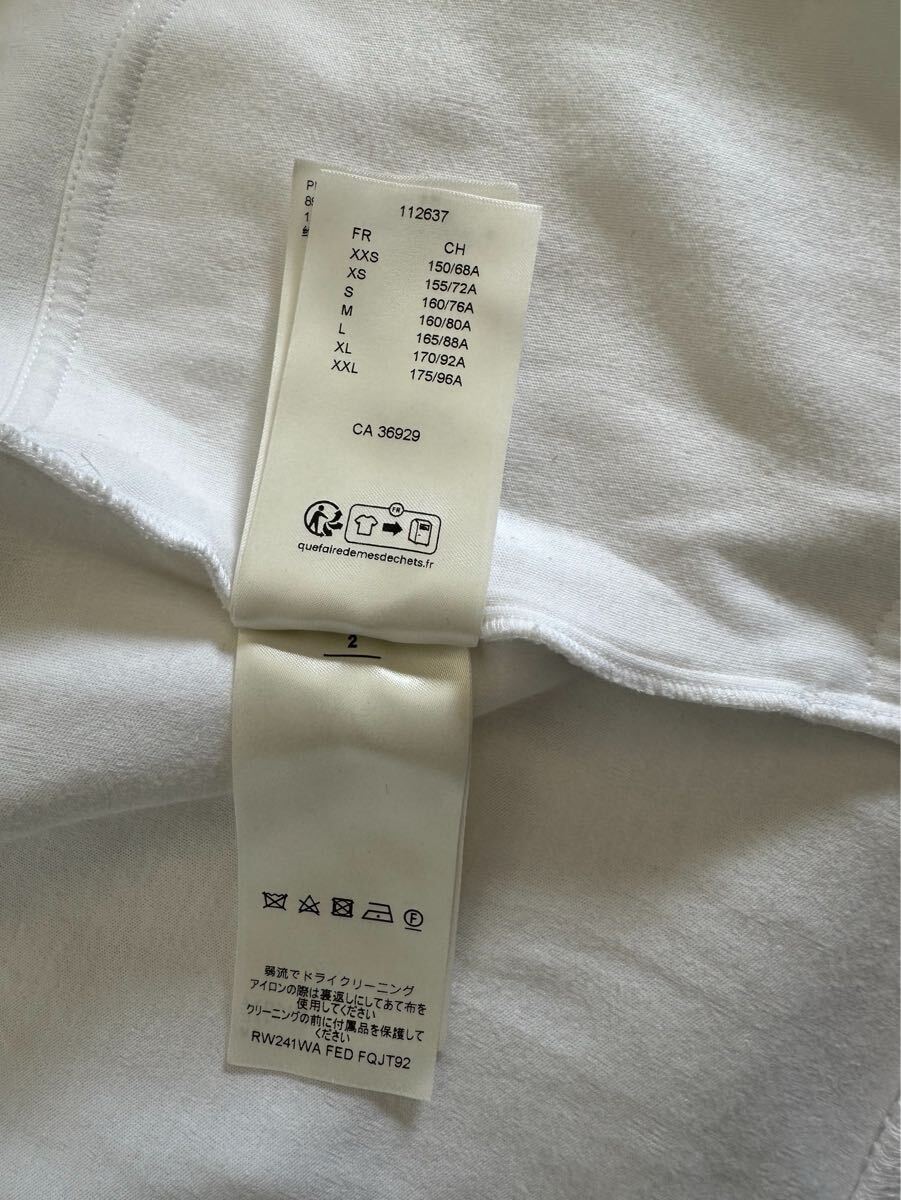 112637
FR CH
XXS 150/68A
XS 155/72A
S 160/76A
M 160/80A
L 165/88A
XL 170/92A
XXL 175/96A
CA 36929
FR
quefairedemesdechets.fr
2
F
弱流でドライクリーニング
アイロンの際は裏返しにしてあて布を
使用してください
クリーニングの前に付属品を保護して
ください
RW241WA FED FQJT92